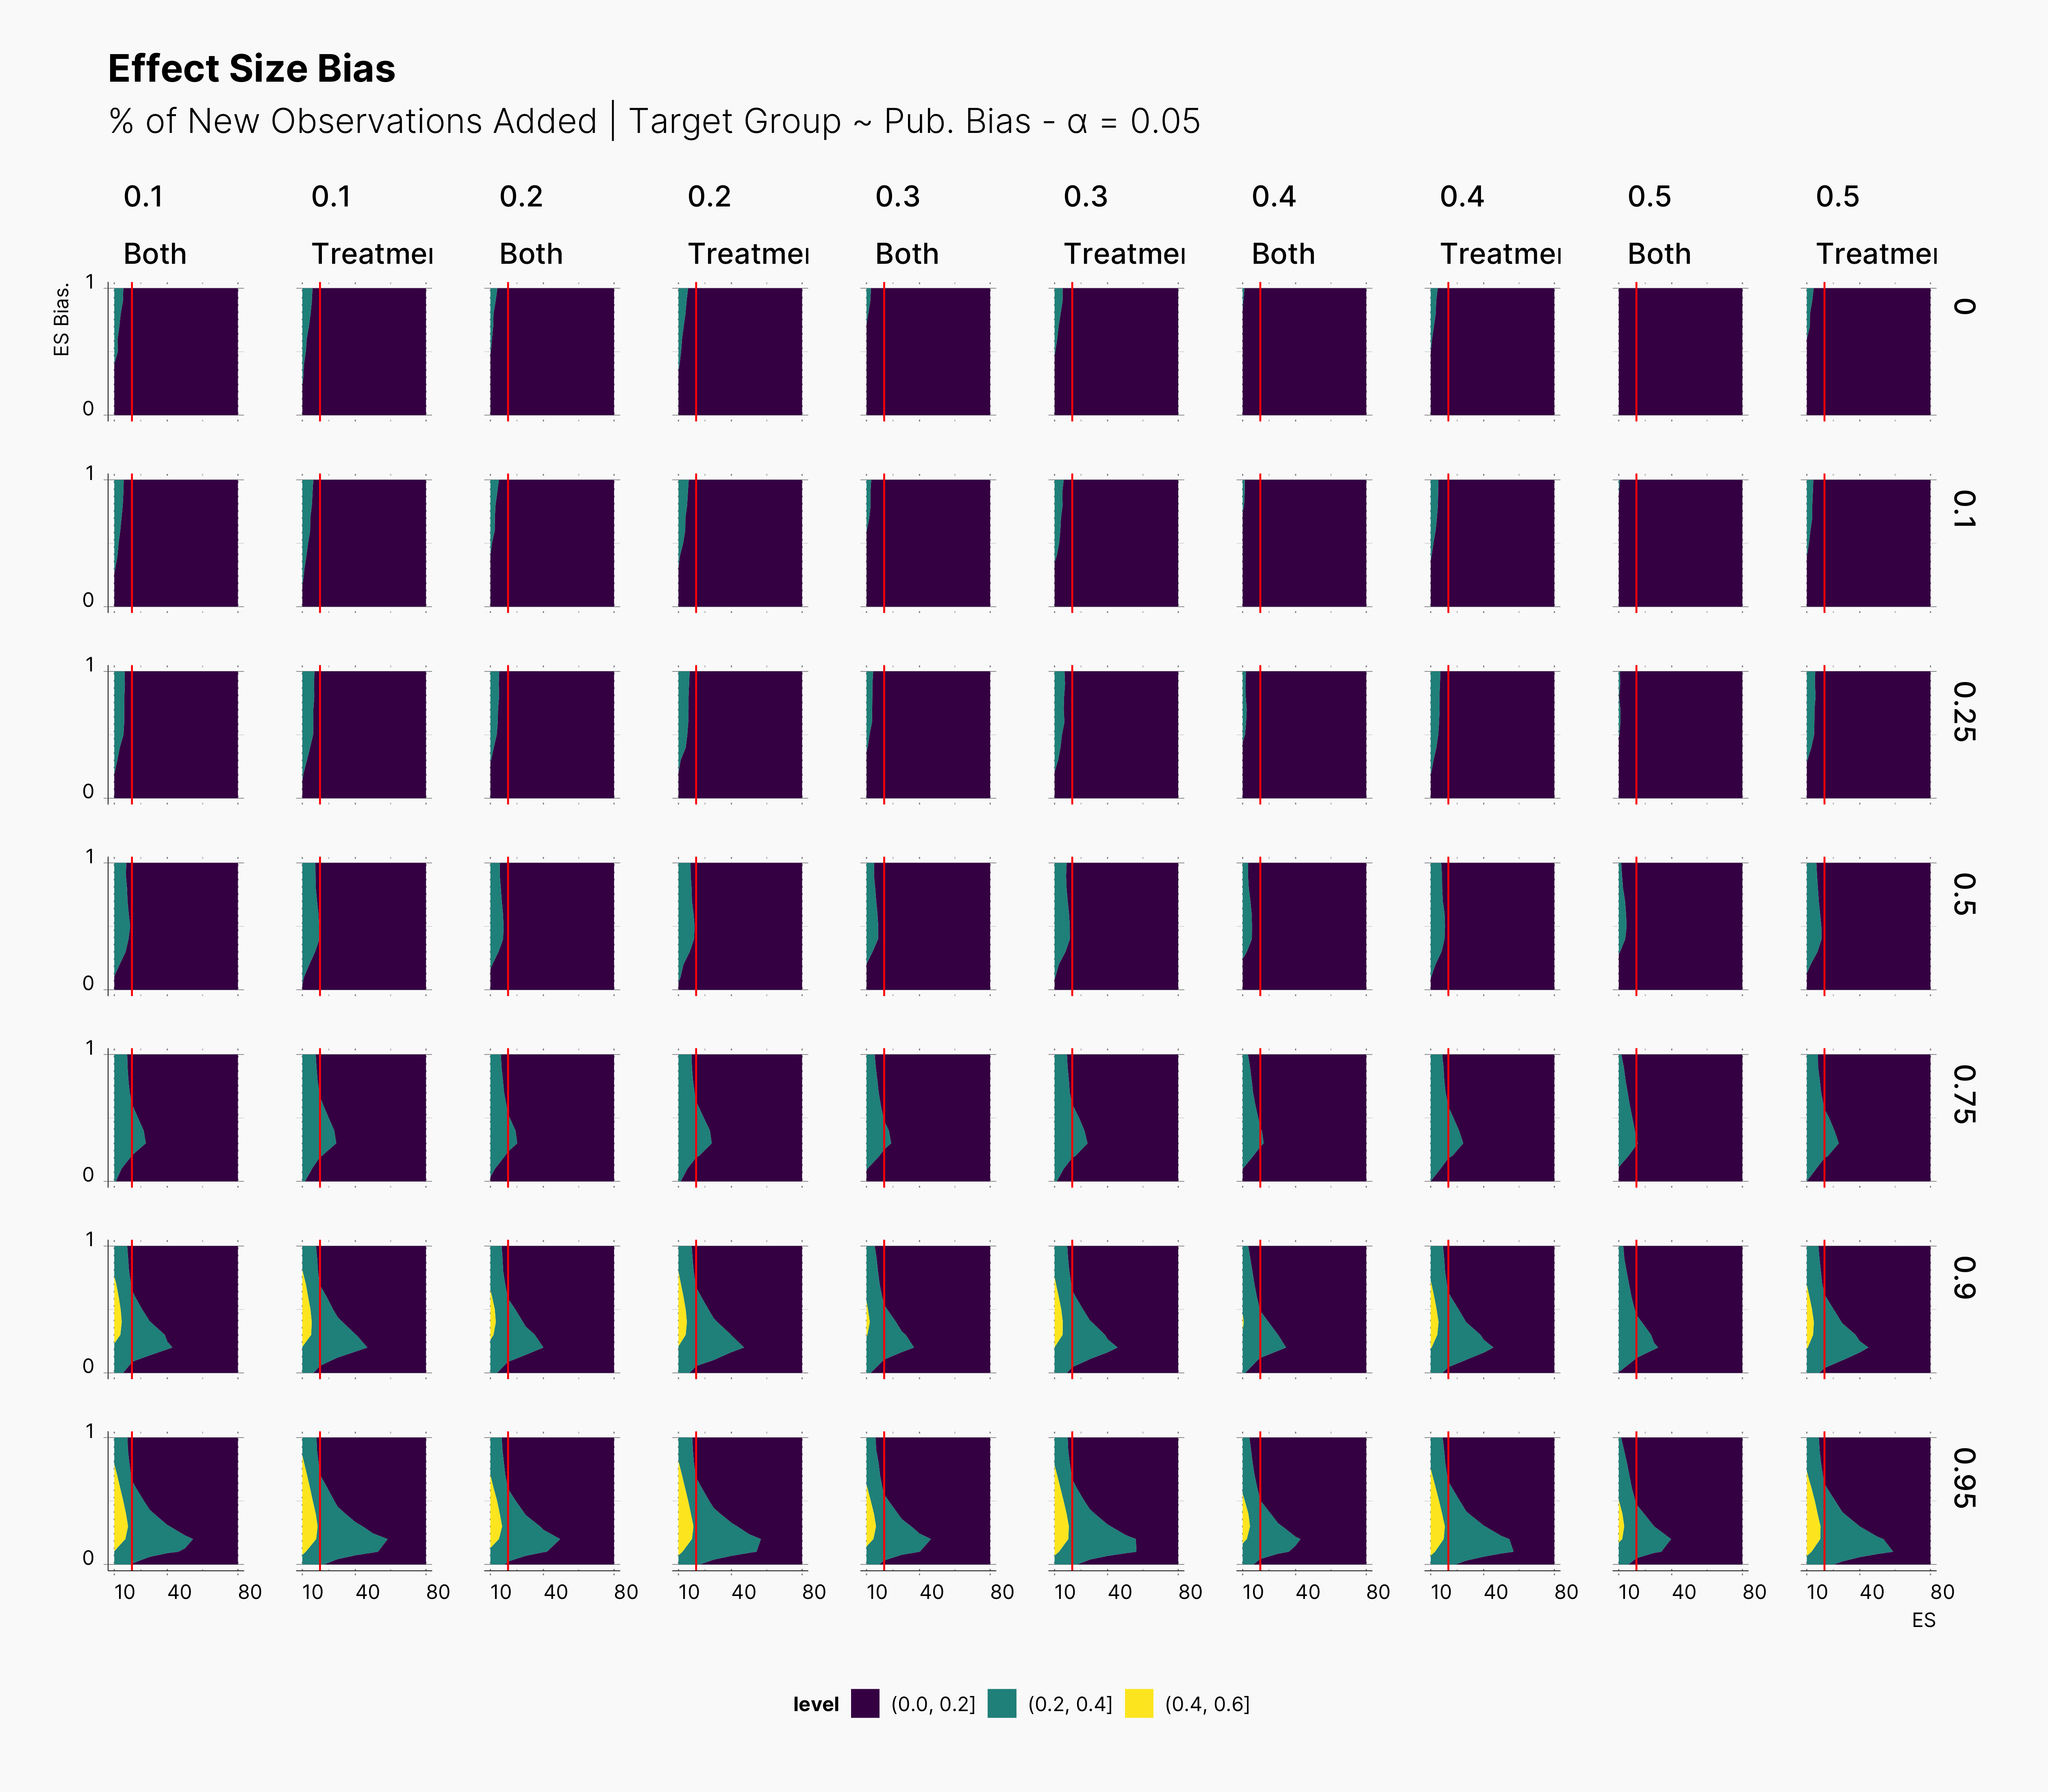 Effect Size Bias
% of New Observations Added | Target Group ~ Pub. Bias - α = 0.05
0.1 0.1 0.2 0.2 0.3 0.3 0.4 0.4 0.5 0.5
Both Treatmer Both Treatmer Both Treatmer Both Treatmer Both Treatmer
ES Bias.
1
0
0
1
0
0.1
1
0
0.25
1
0
0.5
1
0
0.75
1
0
0.9
1
0
0.95
10 40 80 10 40 80 10 40 80 10 40 80 10 40 80 10 40 80 10 40 80 10 40 80 10 40 80 10 40 80
ES
level (0.0, 0.2] (0.2, 0.4] (0.4, 0.6]